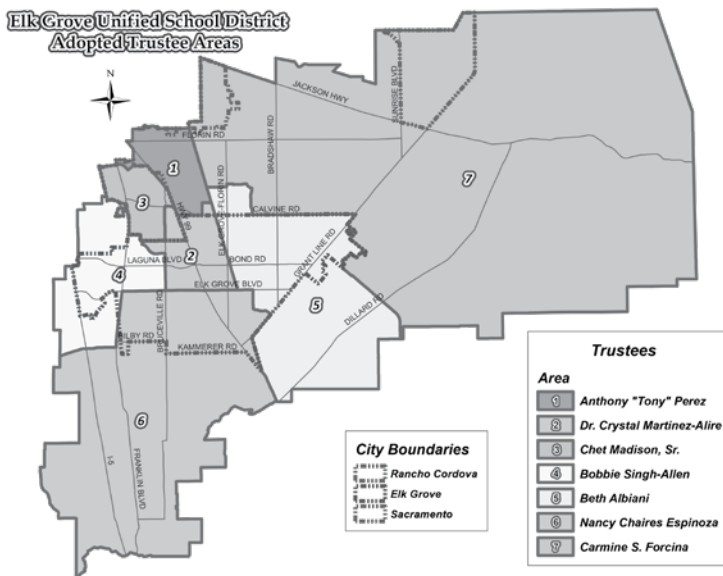 Elk Grove Unified School District
Adopted Trustee Areas
N
JACKSON HWY
SUNRISE BLVD
FLORIN RD
BRADSHAW RD
1
ELK GROVE-FLORIN RD
7
3
HWY 99
CALVINE RD
2
GRANT LINE RD
LAGUNA BLVD
BOND RD
4
ELK GROVE BLVD
5
DILLARD RD
BRUCEVILLE RD
BILBY RD
KAMMERER RD
6
I-5
FRANKLIN BLVD
City Boundaries
Rancho Cordova
Elk Grove
Sacramento
Trustees
Area
1 Anthony "Tony" Perez
2 Dr. Crystal Martinez-Alire
3 Chet Madison, Sr.
4 Bobbie Singh-Allen
5 Beth Albiani
6 Nancy Chaires Espinoza
7 Carmine S. Forcina